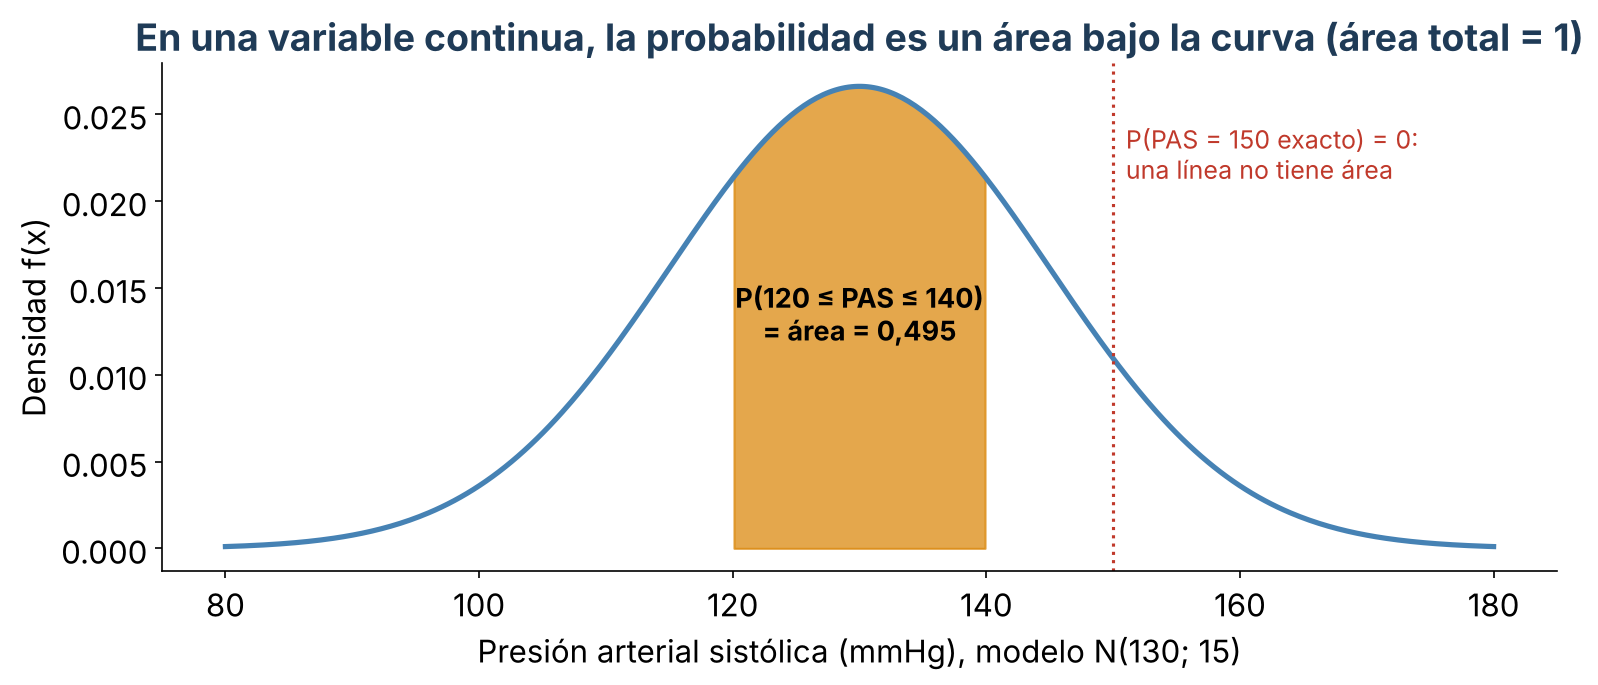 En una variable continua, la probabilidad es un área bajo la curva (área total = 1)
Densidad f(x)
0.025
0.020
0.015
0.010
0.005
0.000
P(PAS = 150 exacto) = 0:
una línea no tiene área
P(120 ≤ PAS ≤ 140)
= área = 0,495
80 100 120 140 160 180
Presión arterial sistólica (mmHg), modelo N(130; 15)